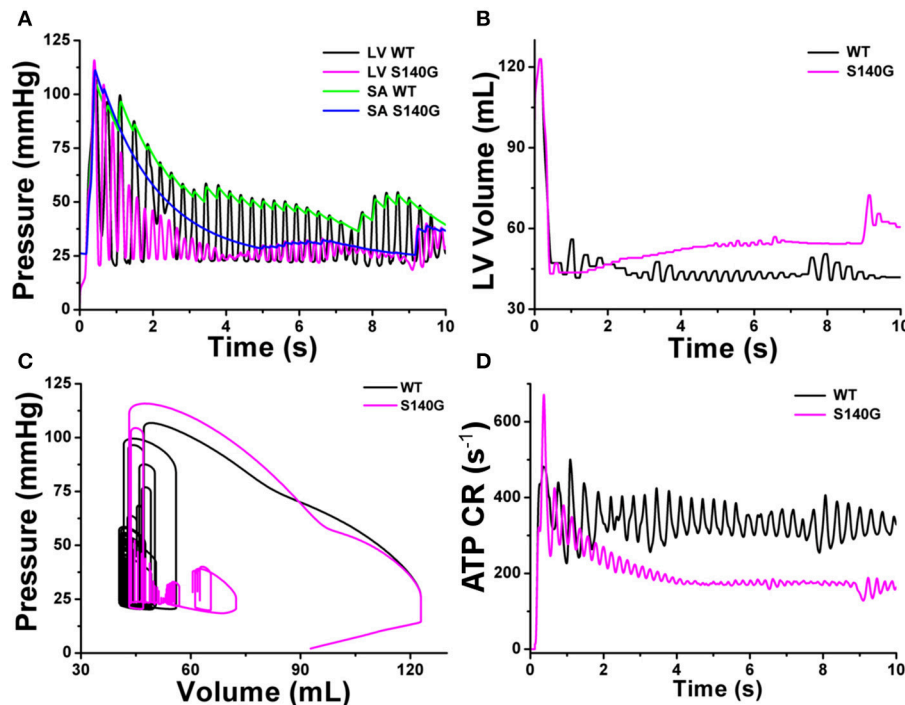 A
Pressure (mmHg)
125
100
75
50
25
0
LV WT
LV S140G
SA WT
SA S140G
0 2 4 6 8 10
Time (s)
B
LV Volume (mL)
120
90
60
30
WT
S140G
0 2 4 6 8 10
Time (s)
C
Pressure (mmHg)
125
100
75
50
25
0
WT
S140G
30 60 90 120
Volume (mL)
D
ATP CR (s-1)
600
400
200
0
WT
S140G
0 2 4 6 8 10
Time (s)